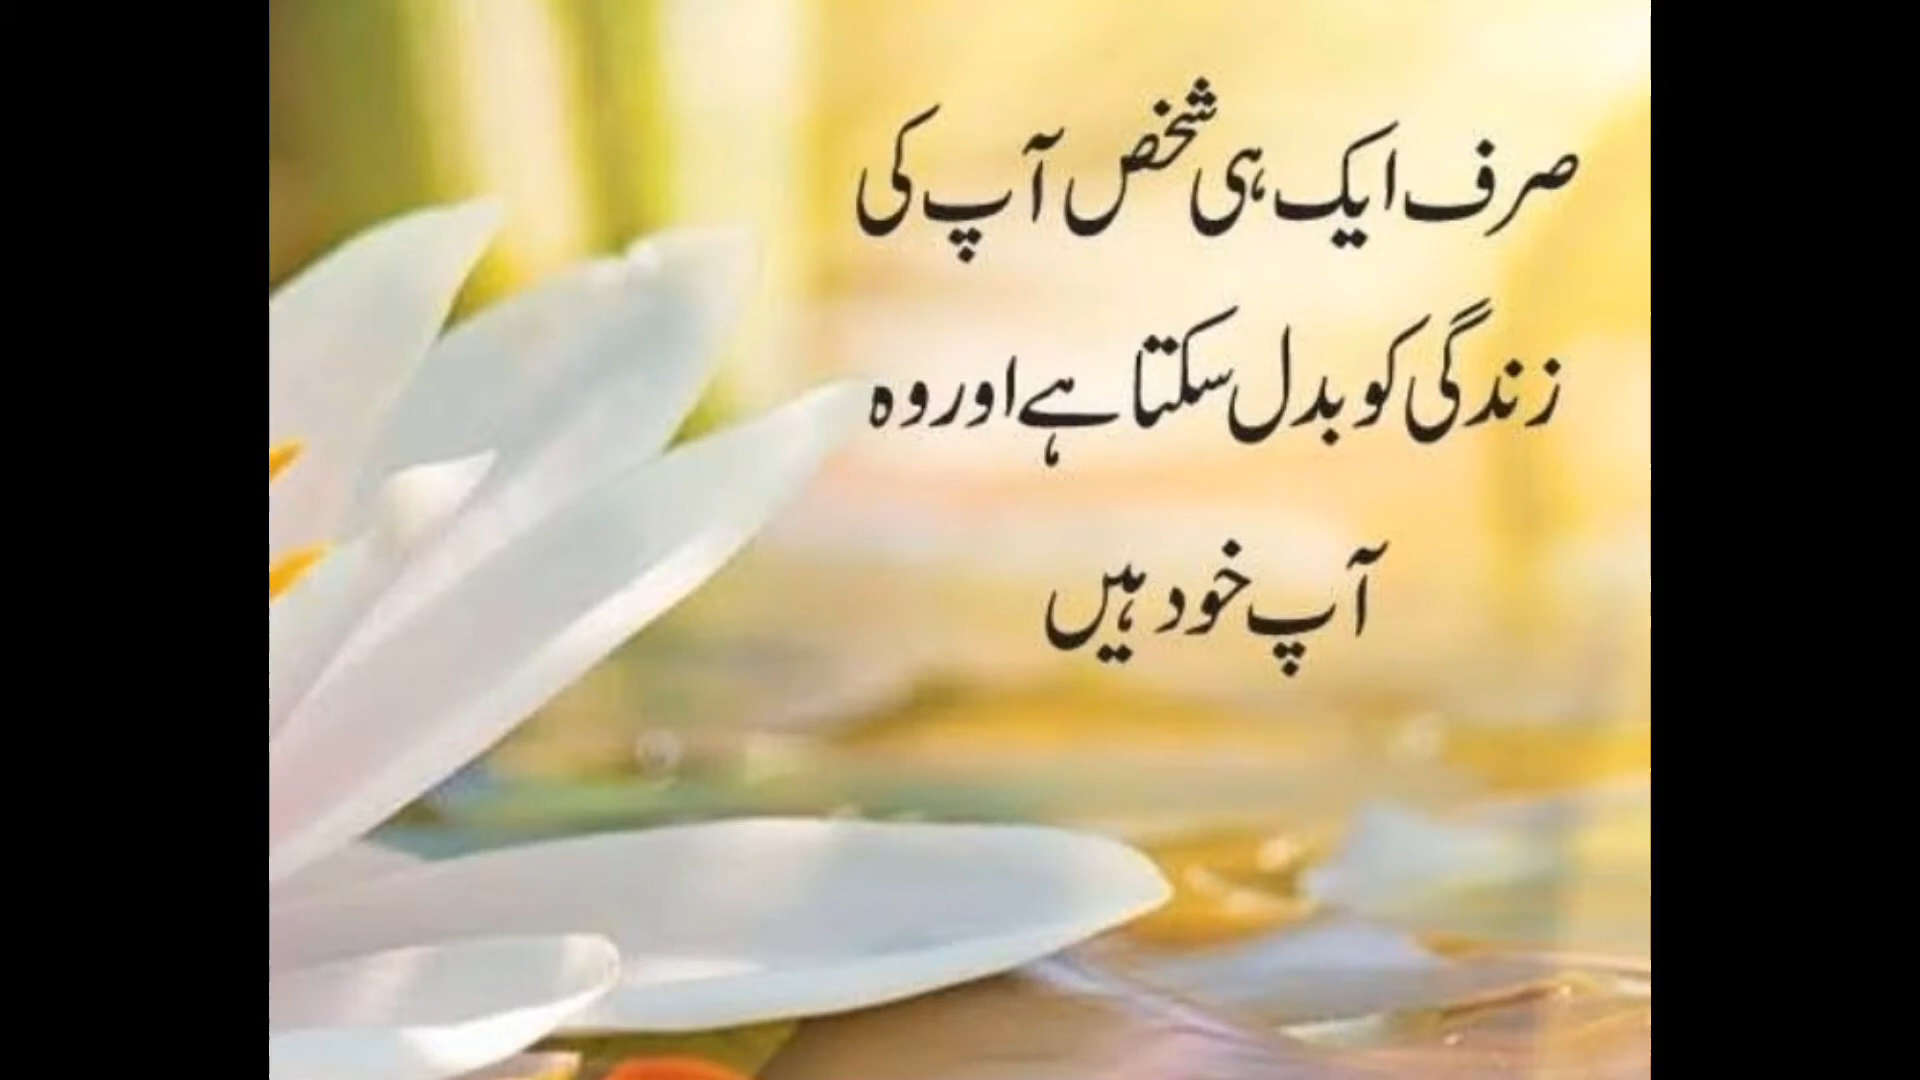 صرف ایک ہی شخص آپ کی
زندگی کو بدل سکتا ہے اور وہ
آپ خود ہیں